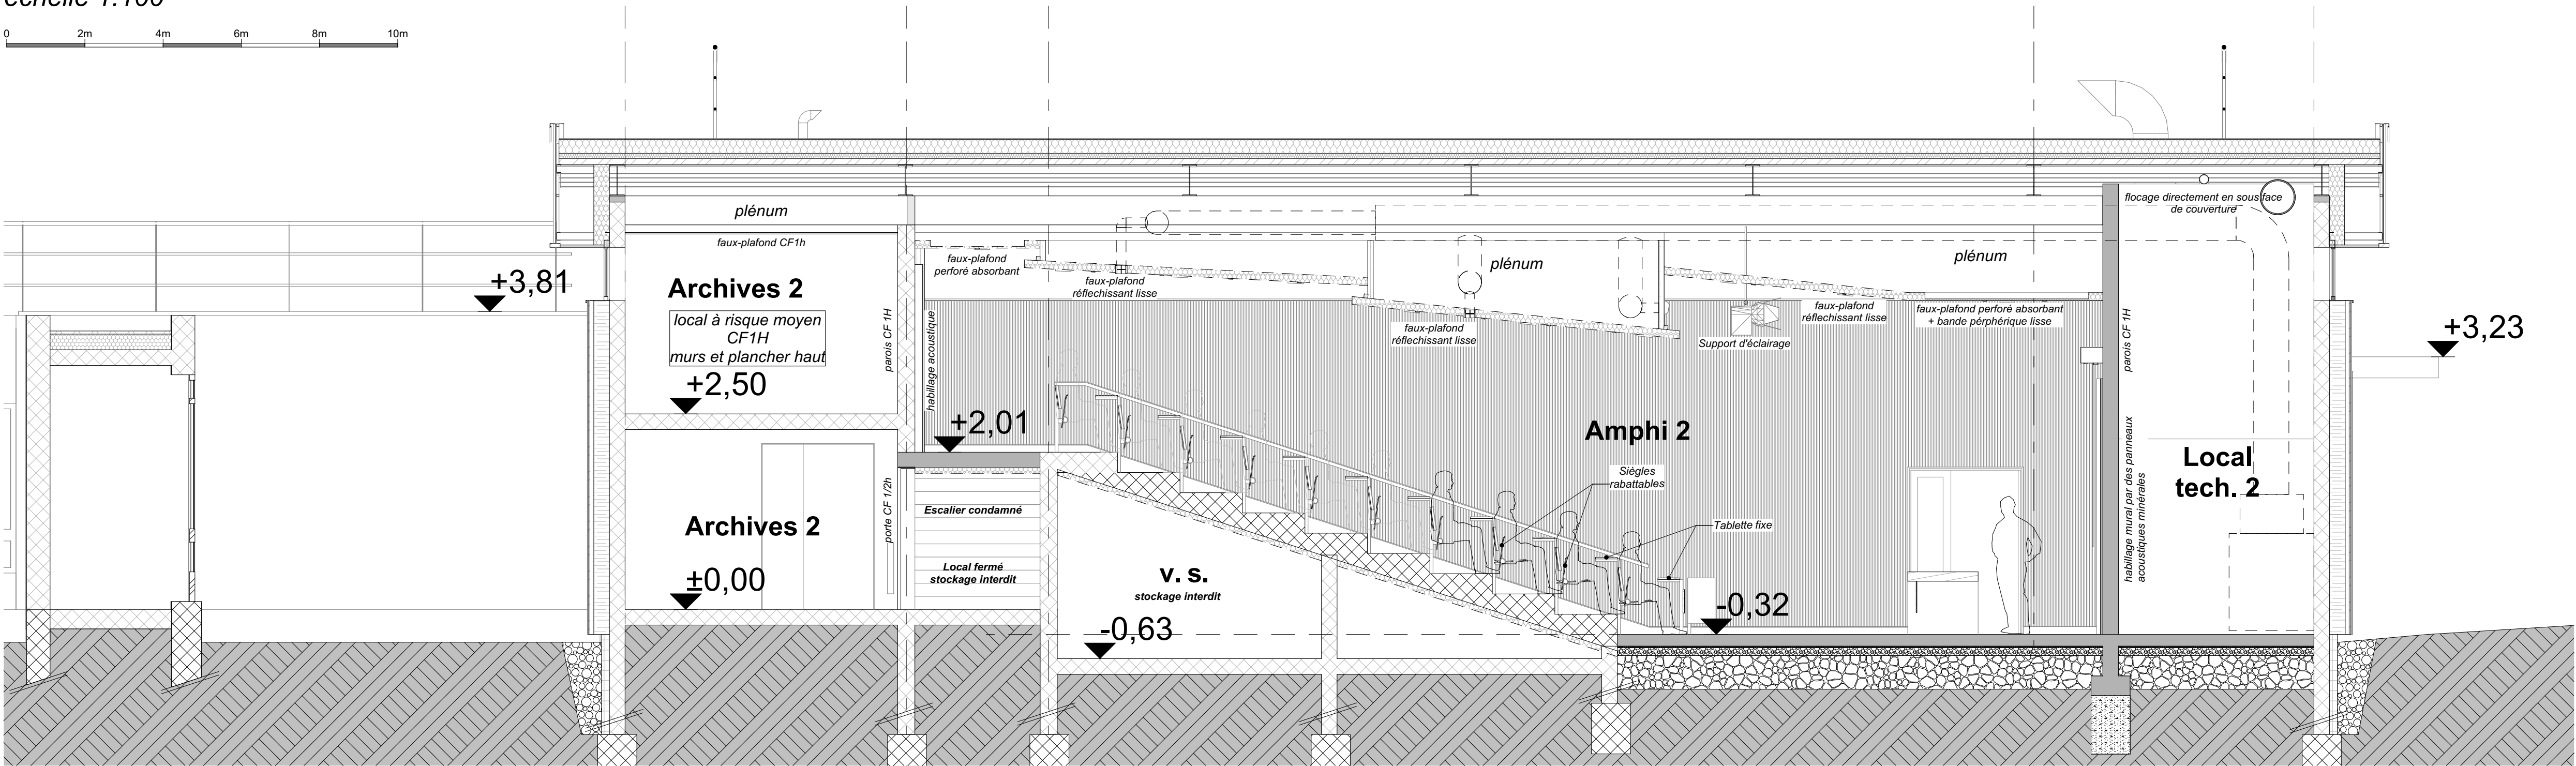 échelle 1:100
0 2m 4m 6m 8m 10m
plénum
flocage directement en sous face
de couverture
faux-plafond CF1h
faux-plafond
perforé absorbant
plénum
plénum
+3,81
Archives 2
faux-plafond
réflechissant lisse
local à risque moyen
CF1H
murs et plancher haut
parois CF 1H
habillage acoustique
faux-plafond
réflechissant lisse
Support d'éclairage
faux-plafond
réflechissant lisse
faux-plafond perforé absorbant
+ bande pérphérique lisse
parois CF 1H
+3,23
+2,50
+2,01
Amphi 2
Local
tech. 2
Siègles
rabattables
habillage mural par des panneaux
acoustiques minérales
Archives 2
porte CF 1/2h
Escalier condamné
Tablette fixe
Local fermé
stockage interdit
v. s.
stockage interdit
±0,00
-0,32
-0,63